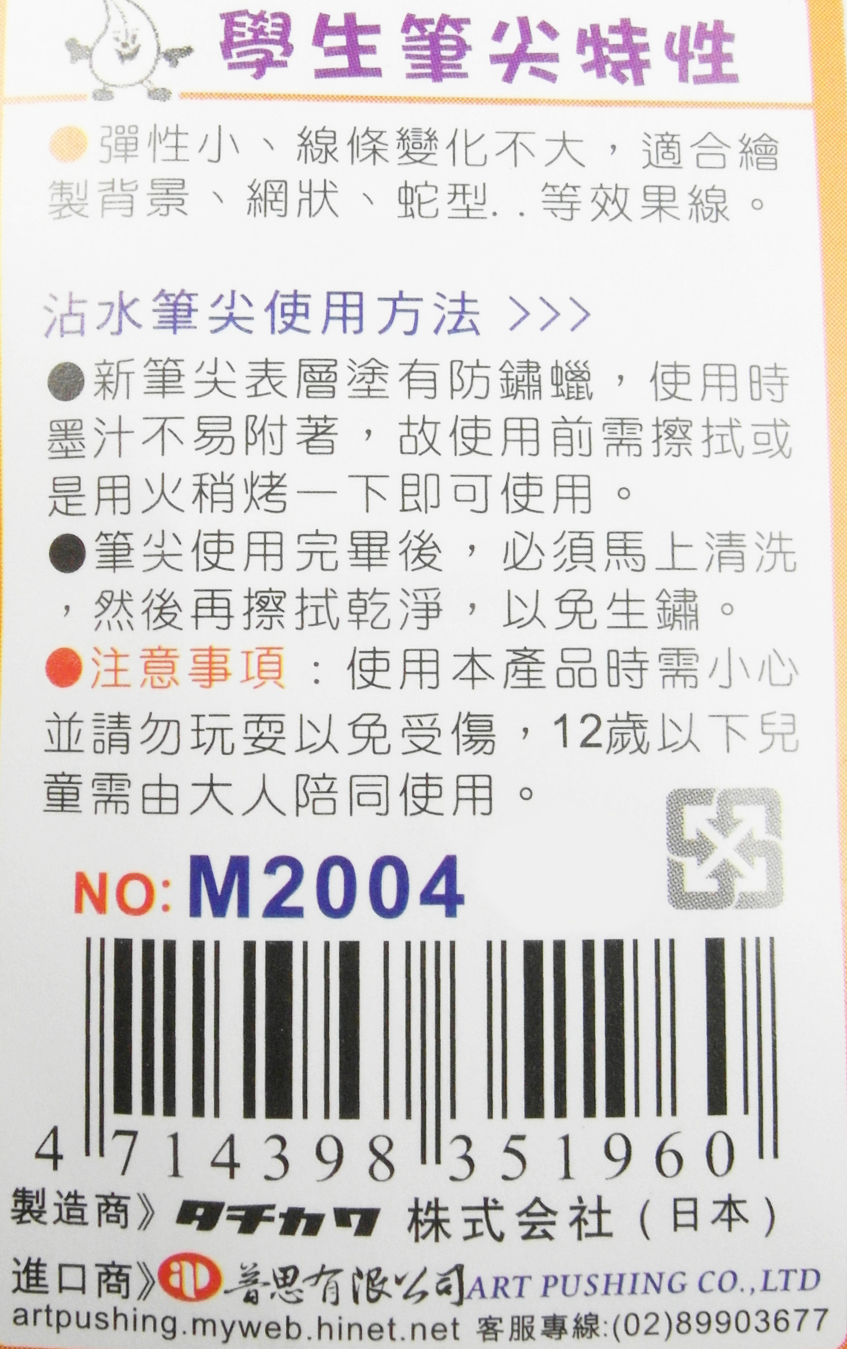 學生筆尖特性
●彈性小、線條變化不大，適合繪
製背景、網狀、蛇型..等效果線。
沾水筆尖使用方法 >>>
●新筆尖表層塗有防鏽蠟，使用時
墨汁不易附著，故使用前需擦拭或
是用火稍烤一下即可使用。
●筆尖使用完畢後，必須馬上清洗
，然後再擦拭乾淨，以免生鏽。
●注意事項：使用本產品時需小心
並請勿玩耍以免受傷，12歲以下兒
童需由大人陪同使用。
NO: M2004
4 714398 351960
製造商》タチカワ 株式会社(日本)
進口商》普思有限公司ART PUSHING CO.,LTD
artpushing.myweb.hinet.net 客服專線:(02)89903677